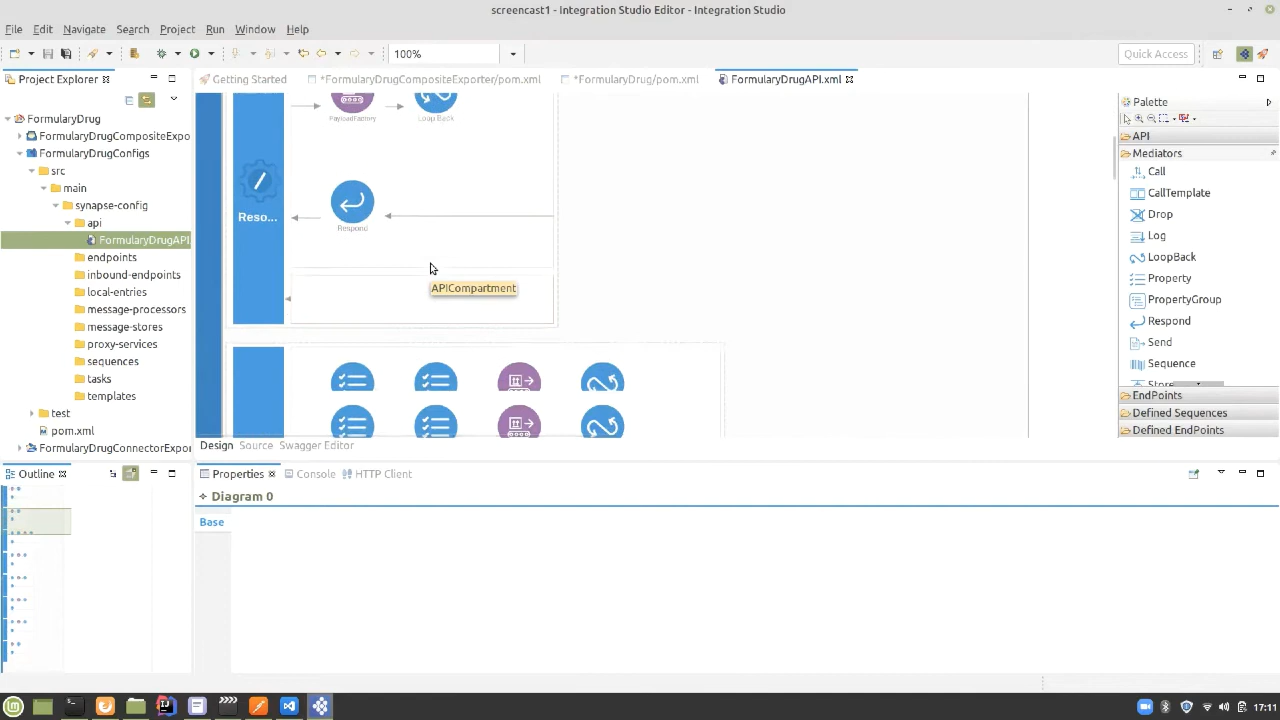 screencast1 - Integration Studio Editor - Integration Studio
File Edit Navigate Search Project Run Window Help
100%
Quick Access
Project Explorer
Getting Started
*FormularyDrugCompositeExporter/pom.xml
*FormularyDrug/pom.xml
FormularyDrugAPI.xml
FormularyDrug
FormularyDrugCompositeExpo
FormularyDrugConfigs
src
main
synapse-config
api
FormularyDrugAPI.
endpoints
inbound-endpoints
local-entries
message-processors
message-stores
proxy-services
sequences
tasks
templates
test
pom.xml
FormularyDrugConnectorExpor
PayloadFactory
Loop Back
Reso...
Respond
APICompartment
Palette
API
Mediators
Call
CallTemplate
Drop
Log
LoopBack
Property
PropertyGroup
Respond
Send
Sequence
Store
EndPoints
Defined Sequences
Defined EndPoints
Design Source Swagger Editor
Outline
Properties
Console
HTTP Client
Diagram 0
Base
17:11